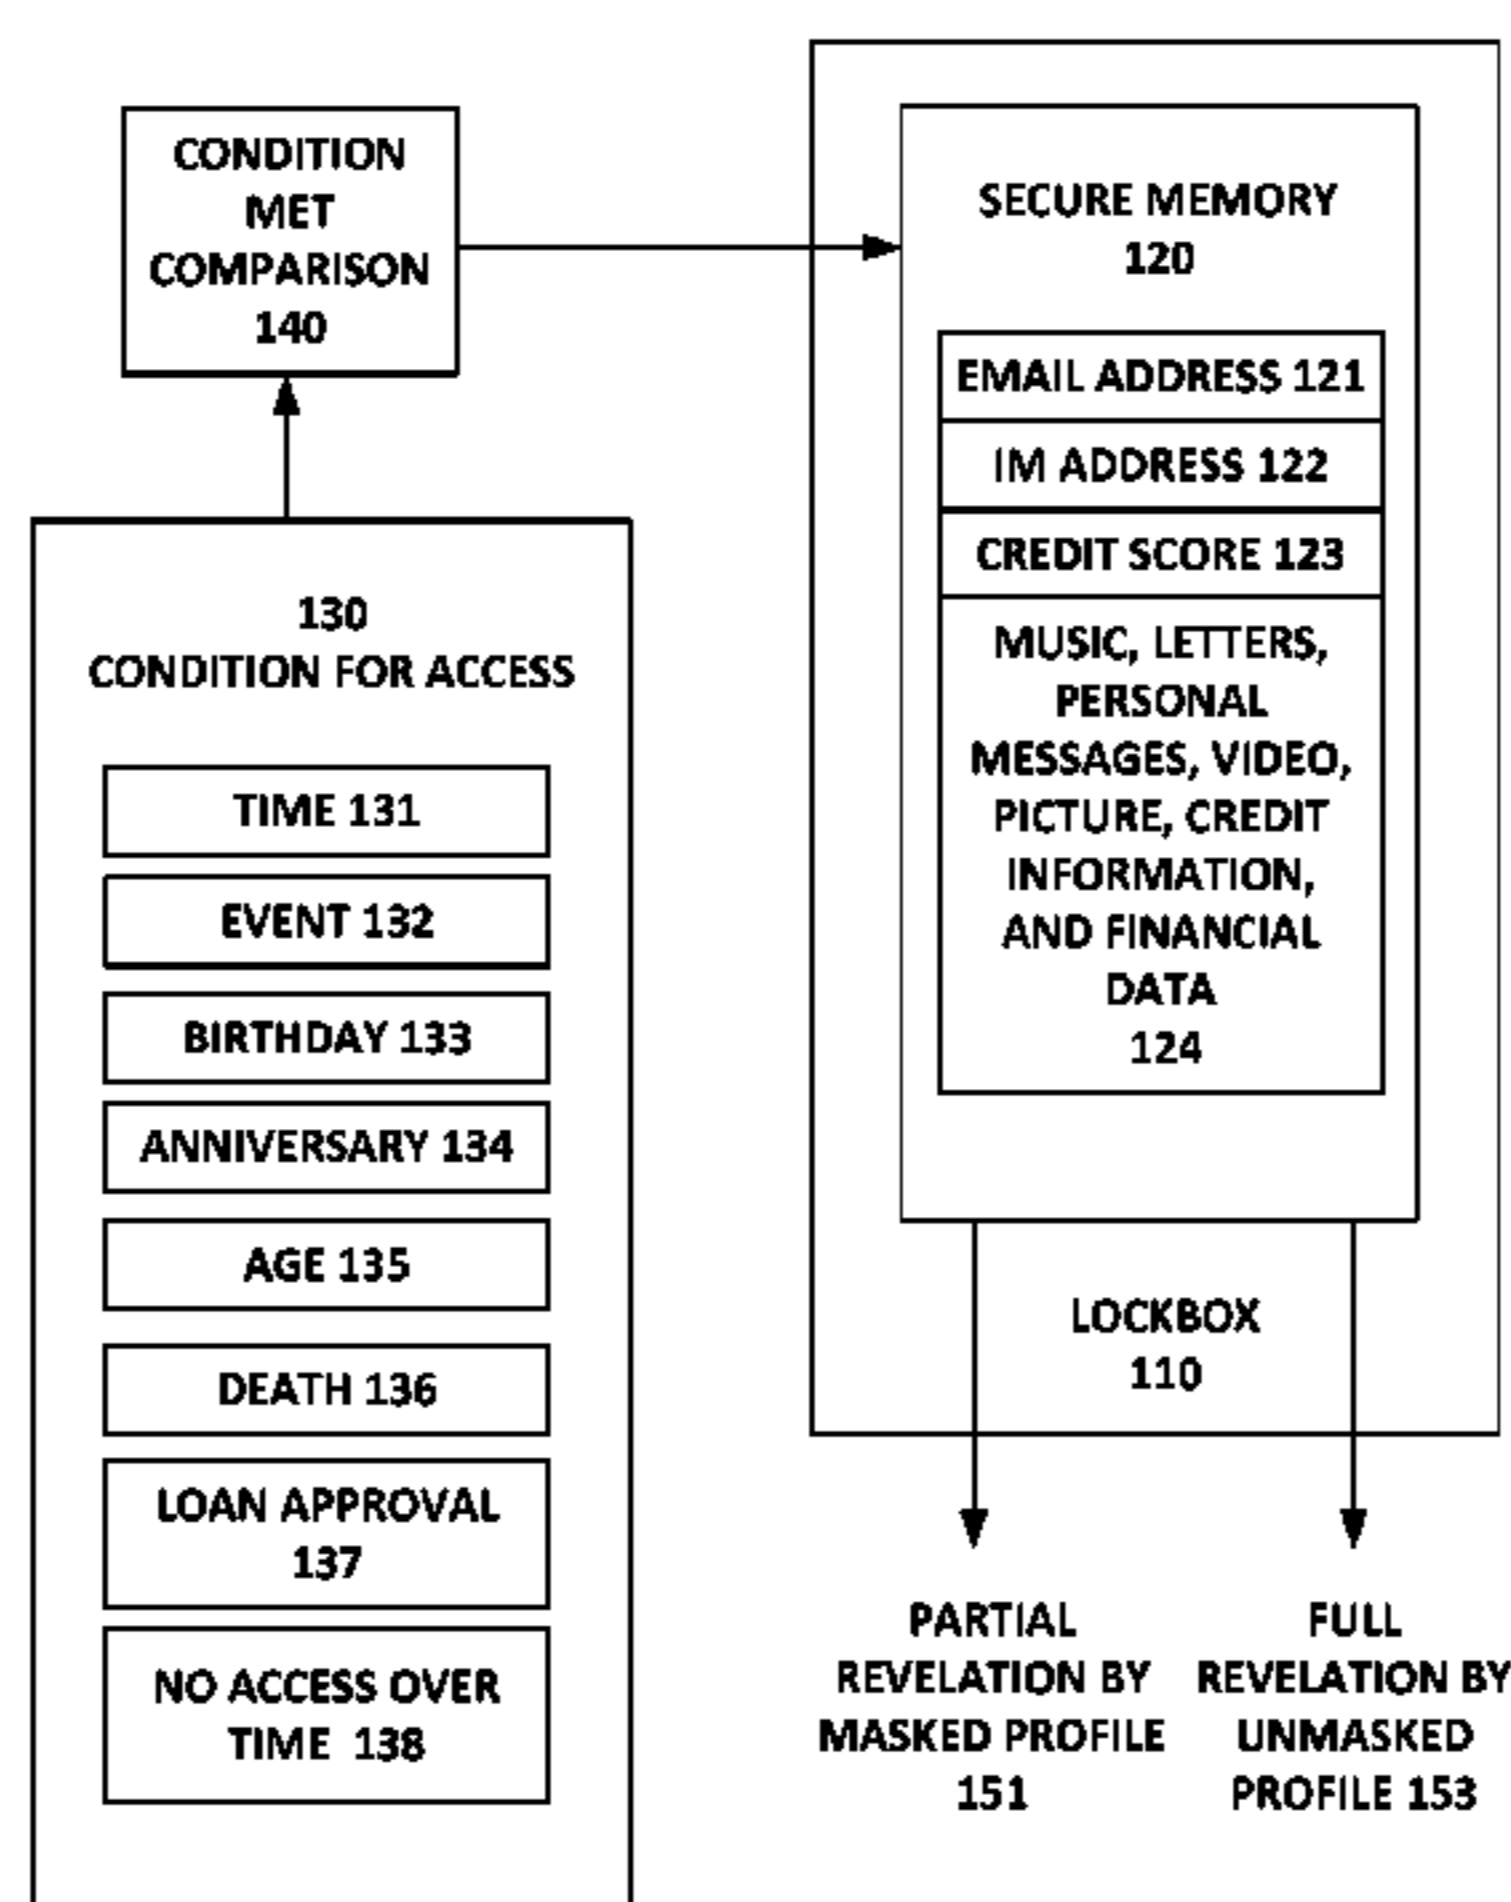 CONDITION
MET
COMPARISON
140
130
CONDITION FOR ACCESS
TIME 131
EVENT 132
BIRTHDAY 133
ANNIVERSARY 134
AGE 135
DEATH 136
LOAN APPROVAL
137
NO ACCESS OVER
TIME 138
SECURE MEMORY
120
EMAIL ADDRESS 121
IM ADDRESS 122
CREDIT SCORE 123
MUSIC, LETTERS,
PERSONAL
MESSAGES, VIDEO,
PICTURE, CREDIT
INFORMATION,
AND FINANCIAL
DATA
124
LOCKBOX
110
PARTIAL
REVELATION BY
MASKED PROFILE
151
FULL
REVELATION BY
UNMASKED
PROFILE 153